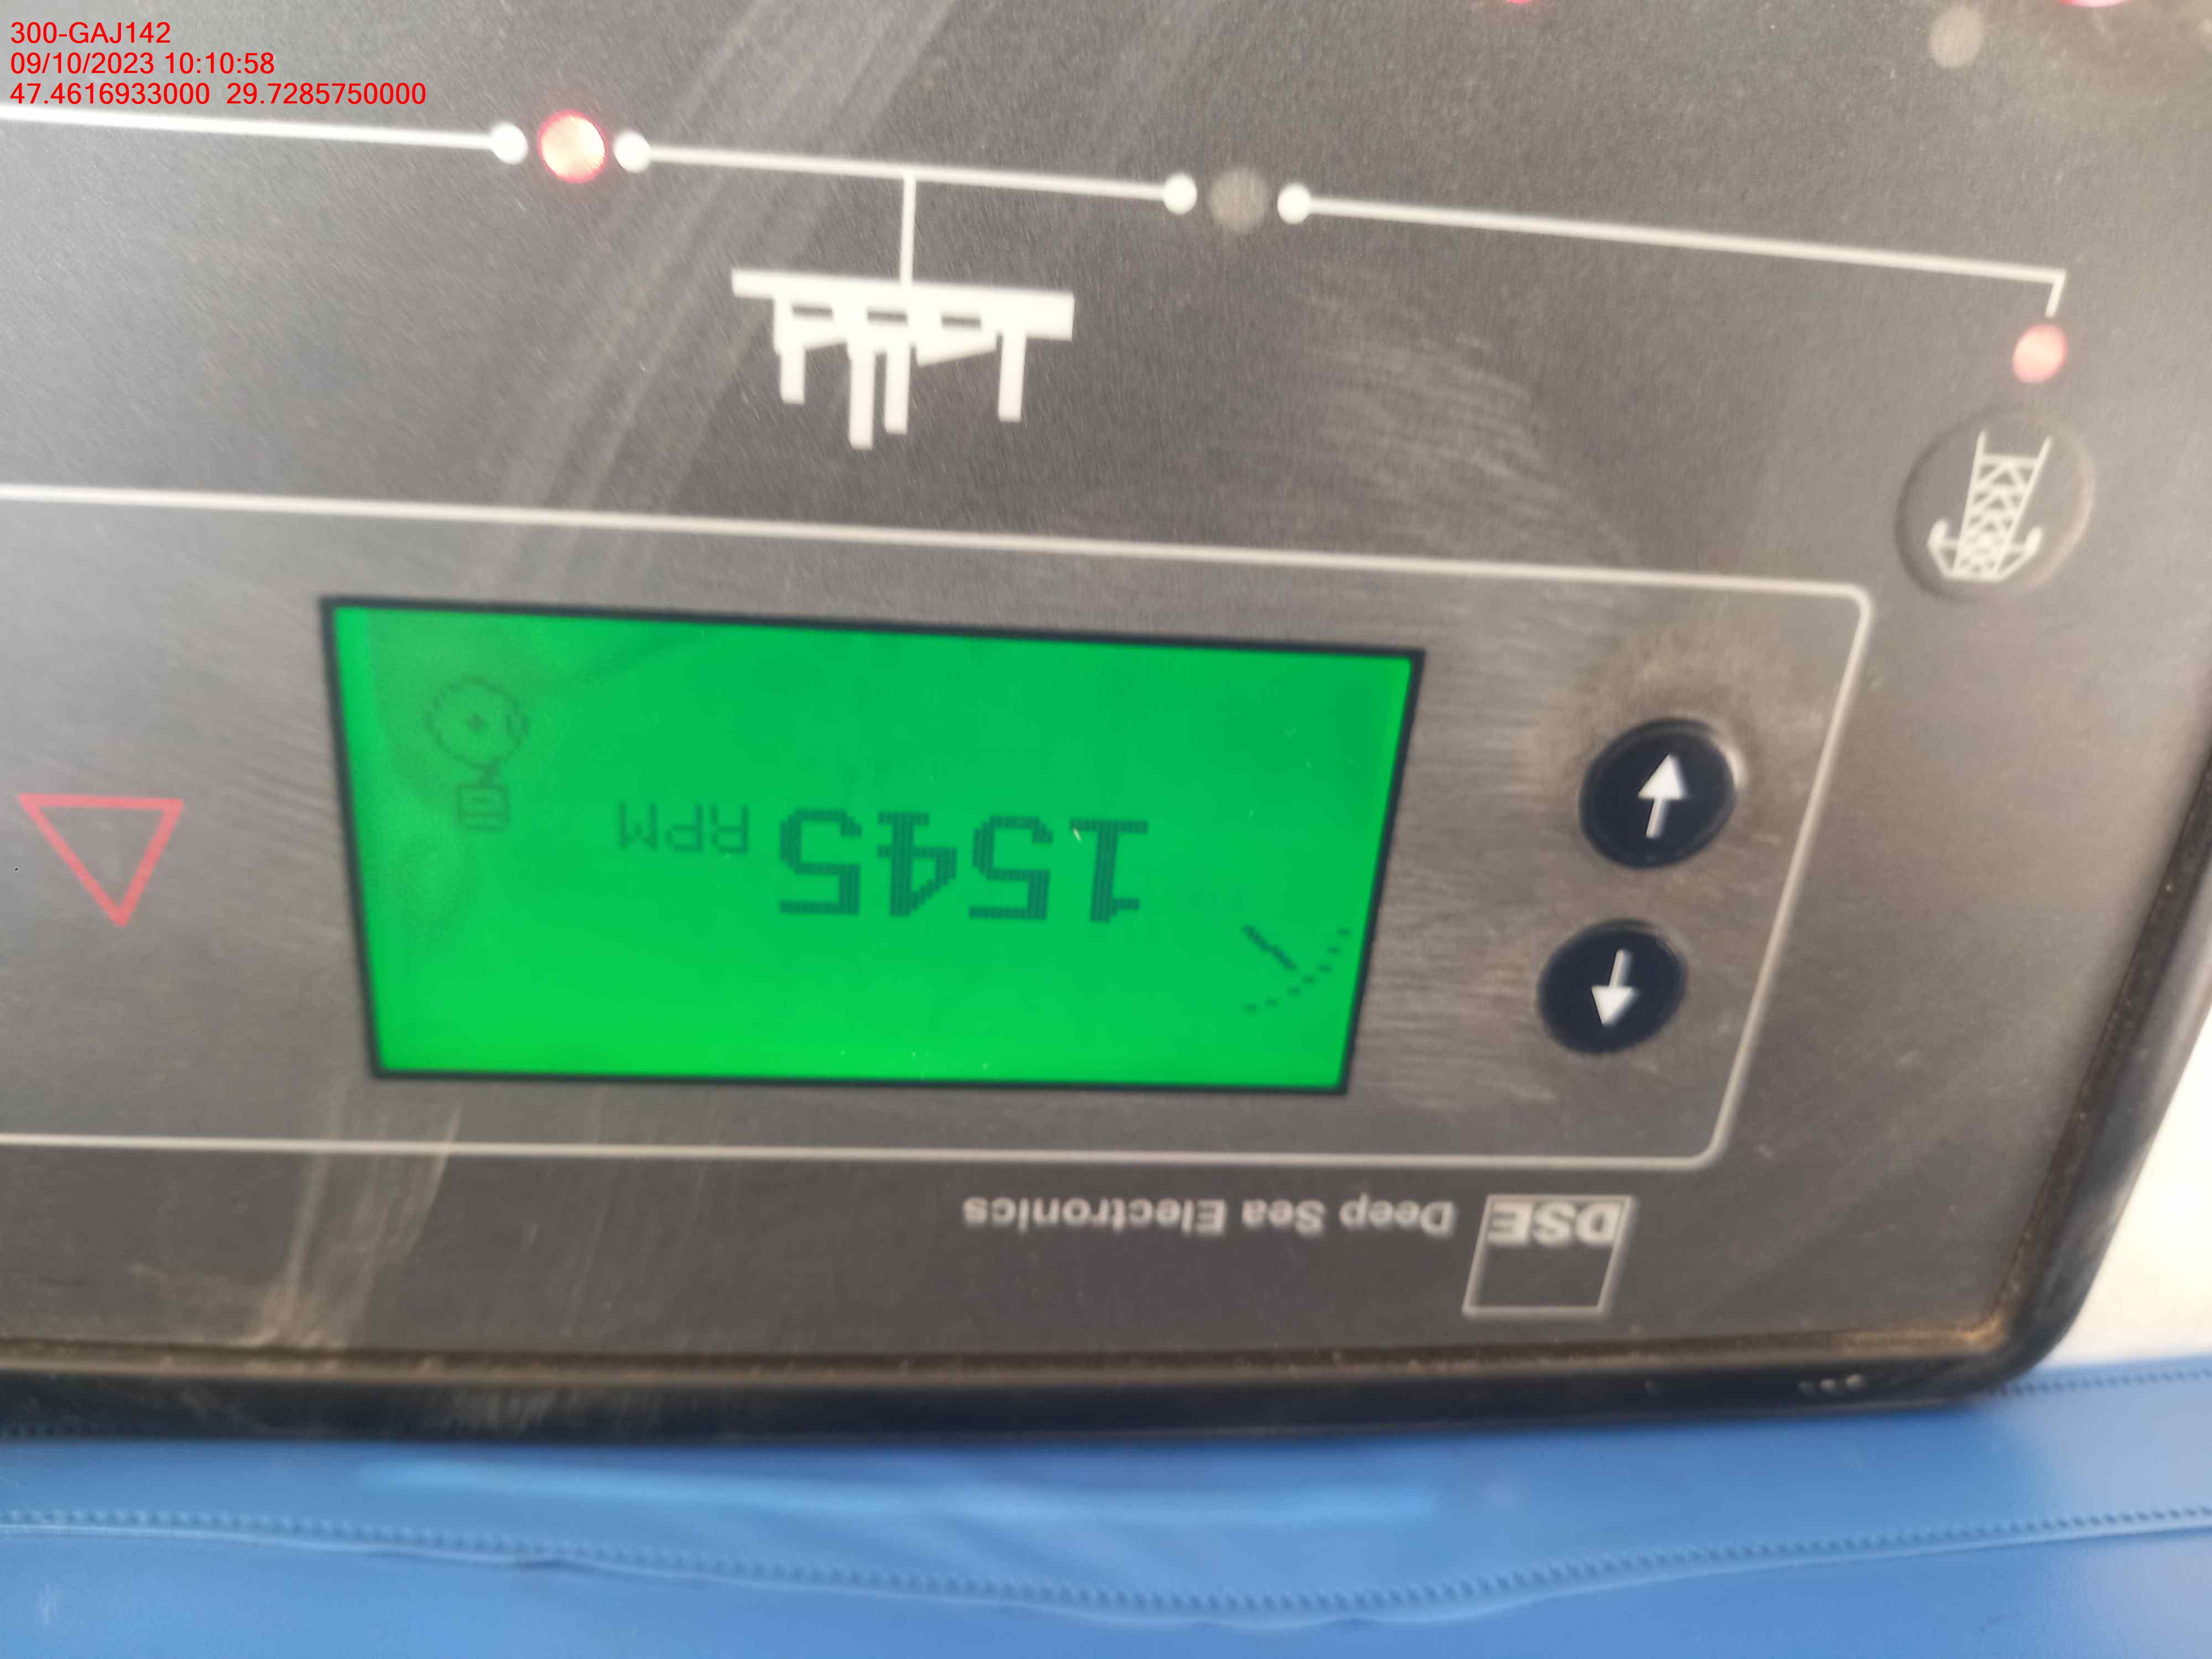 300-GAJ142
09/10/2023 10:10:58
47.4616933000 29.7285750000
DSE Deep Sea Electronics
1545 RPM